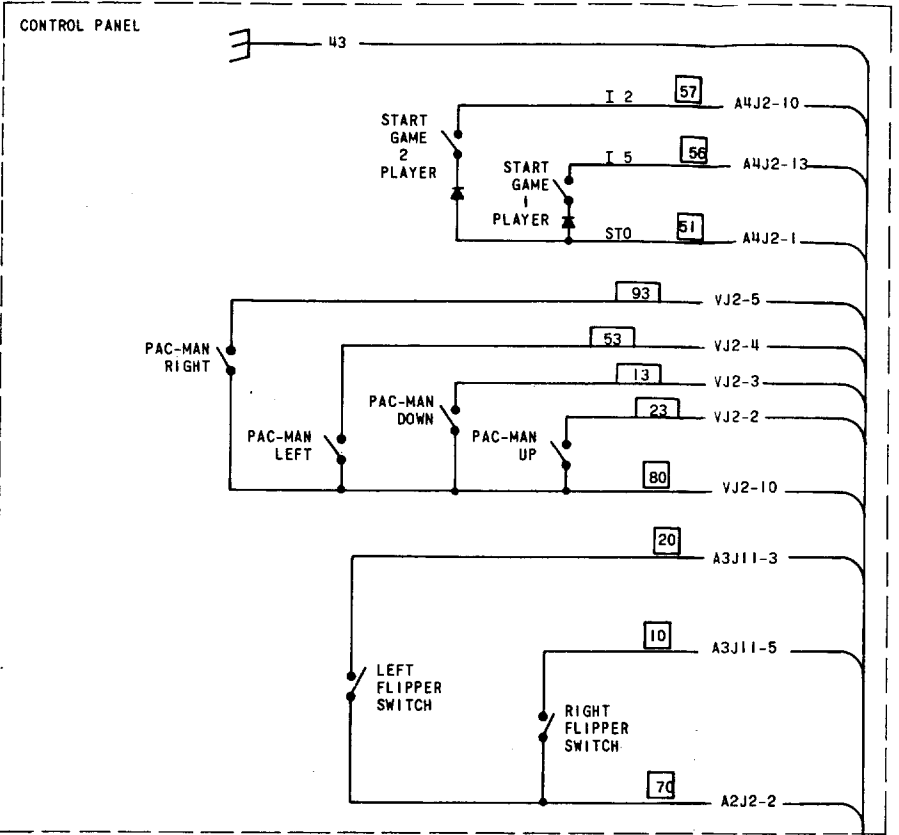 CONTROL PANEL
43
I 2
57
A4J2-10
START
GAME
2
PLAYER
I 5
56
A4J2-13
START
GAME
1
PLAYER
STO
51
A4J2-1
93
VJ2-5
PAC-MAN
RIGHT
53
VJ2-4
13
VJ2-3
PAC-MAN
DOWN
23
VJ2-2
PAC-MAN
LEFT
PAC-MAN
UP
80
VJ2-10
20
A3J11-3
10
A3J11-5
LEFT
FLIPPER
SWITCH
RIGHT
FLIPPER
SWITCH
70
A2J2-2